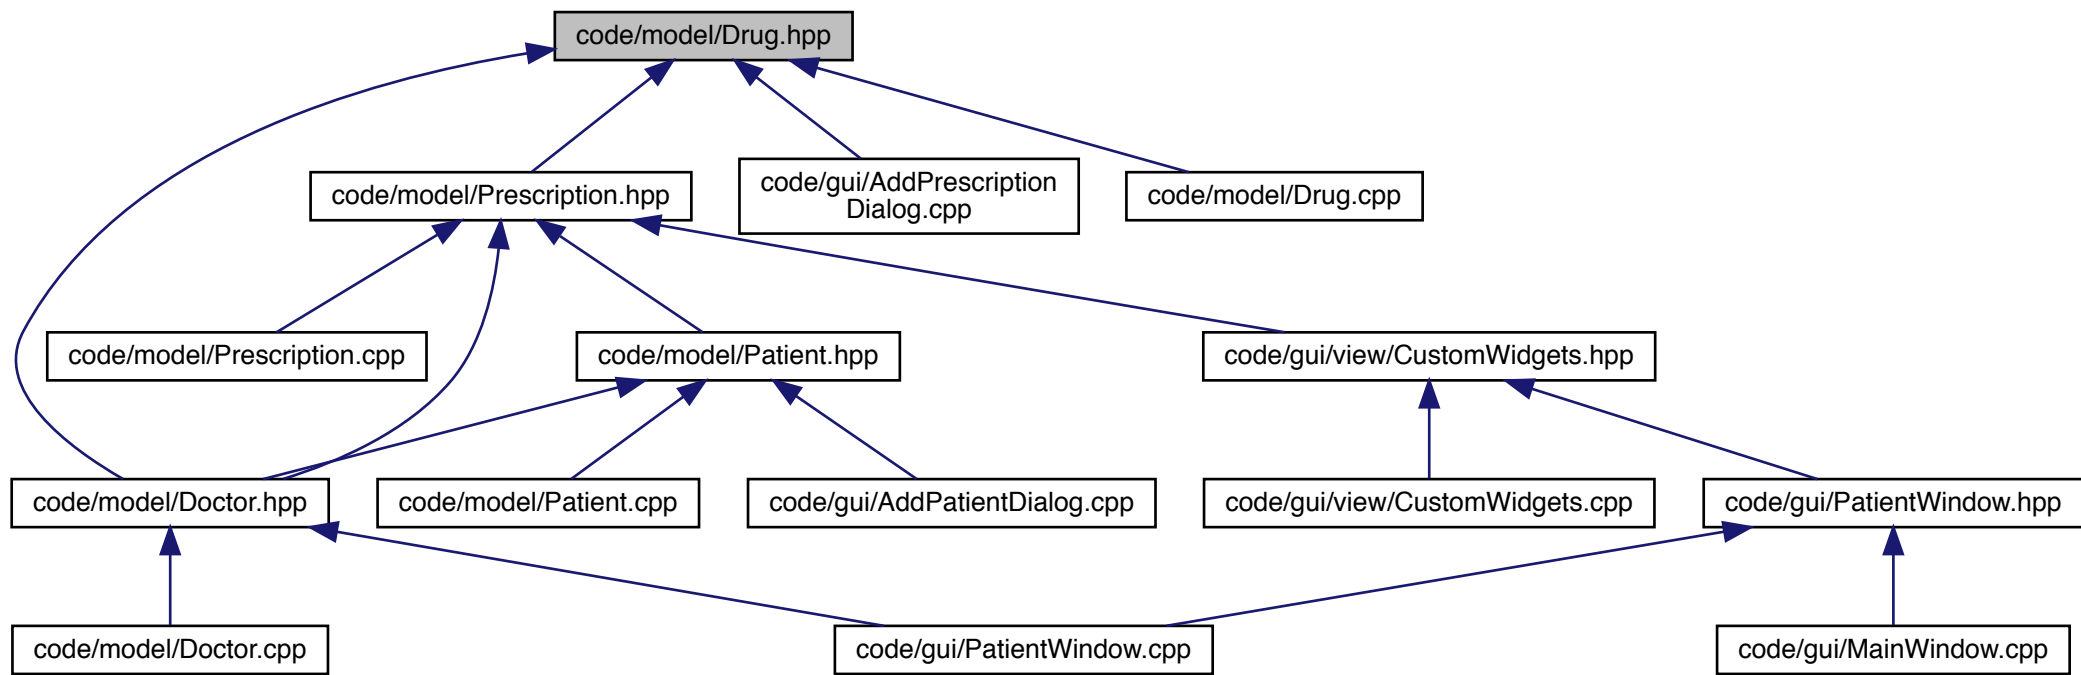 code/model/Drug.hpp
code/model/Prescription.hpp
code/gui/AddPrescription
Dialog.cpp
code/model/Drug.cpp
code/model/Prescription.cpp
code/model/Patient.hpp
code/gui/view/CustomWidgets.hpp
code/model/Doctor.hpp
code/model/Patient.cpp
code/gui/AddPatientDialog.cpp
code/gui/view/CustomWidgets.cpp
code/gui/PatientWindow.hpp
code/model/Doctor.cpp
code/gui/PatientWindow.cpp
code/gui/MainWindow.cpp